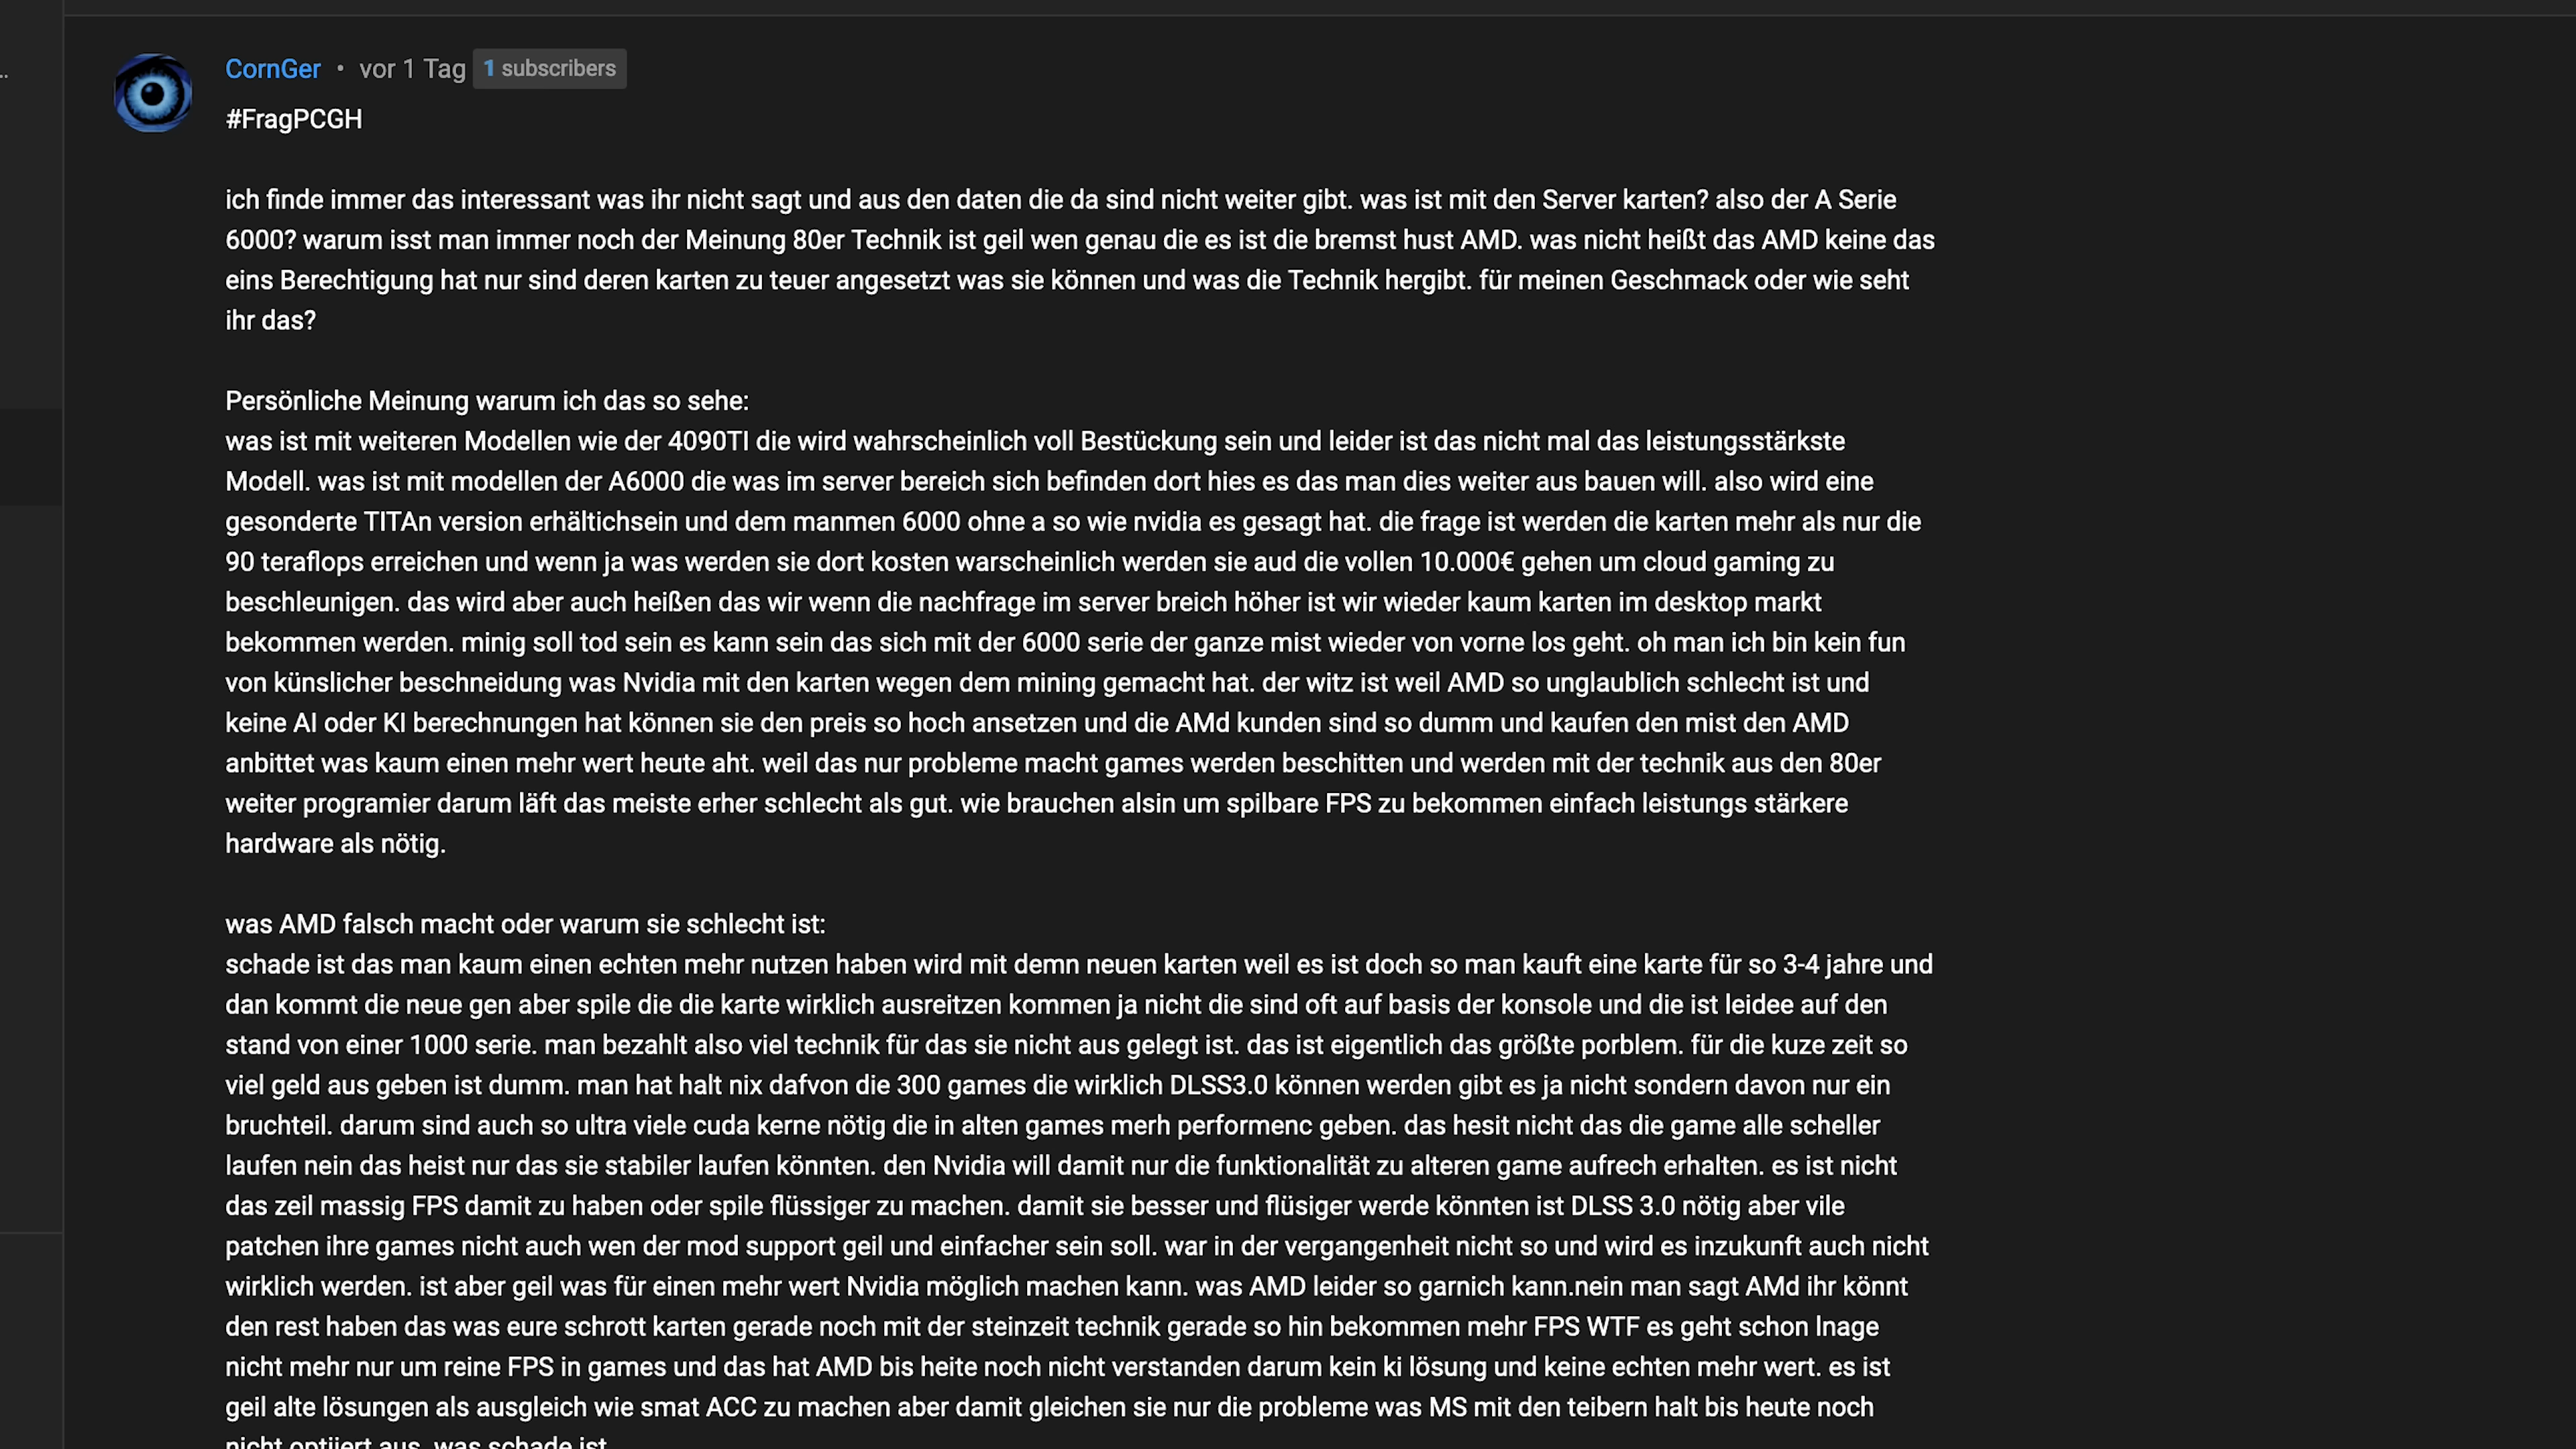 CornGer • vor 1 Tag 1 subscribers
#FragPCGH
ich finde immer das interessant was ihr nicht sagt und aus den daten die da sind nicht weiter gibt. was ist mit den Server karten? also der A Serie
6000? warum isst man immer noch der Meinung 80er Technik ist geil wen genau die es ist die bremst hust AMD. was nicht heißt das AMD keine das
eins Berechtigung hat nur sind deren karten zu teuer angesetzt was sie können und was die Technik hergibt. für meinen Geschmack oder wie seht
ihr das?
Persönliche Meinung warum ich das so sehe:
was ist mit weiteren Modellen wie der 4090TI die wird wahrscheinlich voll Bestückung sein und leider ist das nicht mal das leistungsstärkste
Modell. was ist mit modellen der A6000 die was im server bereich sich befinden dort hies es das man dies weiter aus bauen will. also wird eine
gesonderte TITAn version erhältichsein und dem manmen 6000 ohne a so wie nvidia es gesagt hat. die frage ist werden die karten mehr als nur die
90 teraflops erreichen und wenn ja was werden sie dort kosten warscheinlich werden sie aud die vollen 10.000€ gehen um cloud gaming zu
beschleunigen. das wird aber auch heißen das wir wenn die nachfrage im server breich höher ist wir wieder kaum karten im desktop markt
bekommen werden. minig soll tod sein es kann sein das sich mit der 6000 serie der ganze mist wieder von vorne los geht. oh man ich bin kein fun
von künslicher beschneidung was Nvidia mit den karten wegen dem mining gemacht hat. der witz ist weil AMD so unglaublich schlecht ist und
keine AI oder KI berechnungen hat können sie den preis so hoch ansetzen und die AMd kunden sind so dumm und kaufen den mist den AMD
anbittet was kaum einen mehr wert heute aht. weil das nur probleme macht games werden beschitten und werden mit der technik aus den 80er
weiter programier darum läft das meiste erher schlecht als gut. wie brauchen alsin um spilbare FPS zu bekommen einfach leistungs stärkere
hardware als nötig.
was AMD falsch macht oder warum sie schlecht ist:
schade ist das man kaum einen echten mehr nutzen haben wird mit demn neuen karten weil es ist doch so man kauft eine karte für so 3-4 jahre und
dan kommt die neue gen aber spile die die karte wirklich ausreitzen kommen ja nicht die sind oft auf basis der konsole und die ist leidee auf den
stand von einer 1000 serie. man bezahlt also viel technik für das sie nicht aus gelegt ist. das ist eigentlich das größte porblem. für die kuze zeit so
viel geld aus geben ist dumm. man hat halt nix dafvon die 300 games die wirklich DLSS3.0 können werden gibt es ja nicht sondern davon nur ein
bruchteil. darum sind auch so ultra viele cuda kerne nötig die in alten games merh performenc geben. das hesit nicht das die game alle scheller
laufen nein das heist nur das sie stabiler laufen könnten. den Nvidia will damit nur die funktionalität zu alteren game aufrech erhalten. es ist nicht
das zeil massig FPS damit zu haben oder spile flüssiger zu machen. damit sie besser und flüsiger werde könnten ist DLSS 3.0 nötig aber vile
patchen ihre games nicht auch wen der mod support geil und einfacher sein soll. war in der vergangenheit nicht so und wird es inzukunft auch nicht
wirklich werden. ist aber geil was für einen mehr wert Nvidia möglich machen kann. was AMD leider so garnich kann.nein man sagt AMd ihr könnt
den rest haben das was eure schrott karten gerade noch mit der steinzeit technik gerade so hin bekommen mehr FPS WTF es geht schon lnage
nicht mehr nur um reine FPS in games und das hat AMD bis heite noch nicht verstanden darum kein ki lösung und keine echten mehr wert. es ist
geil alte lösungen als ausgleich wie smat ACC zu machen aber damit gleichen sie nur die probleme was MS mit den teibern halt bis heute noch
nicht optiiert aus. was schade ist